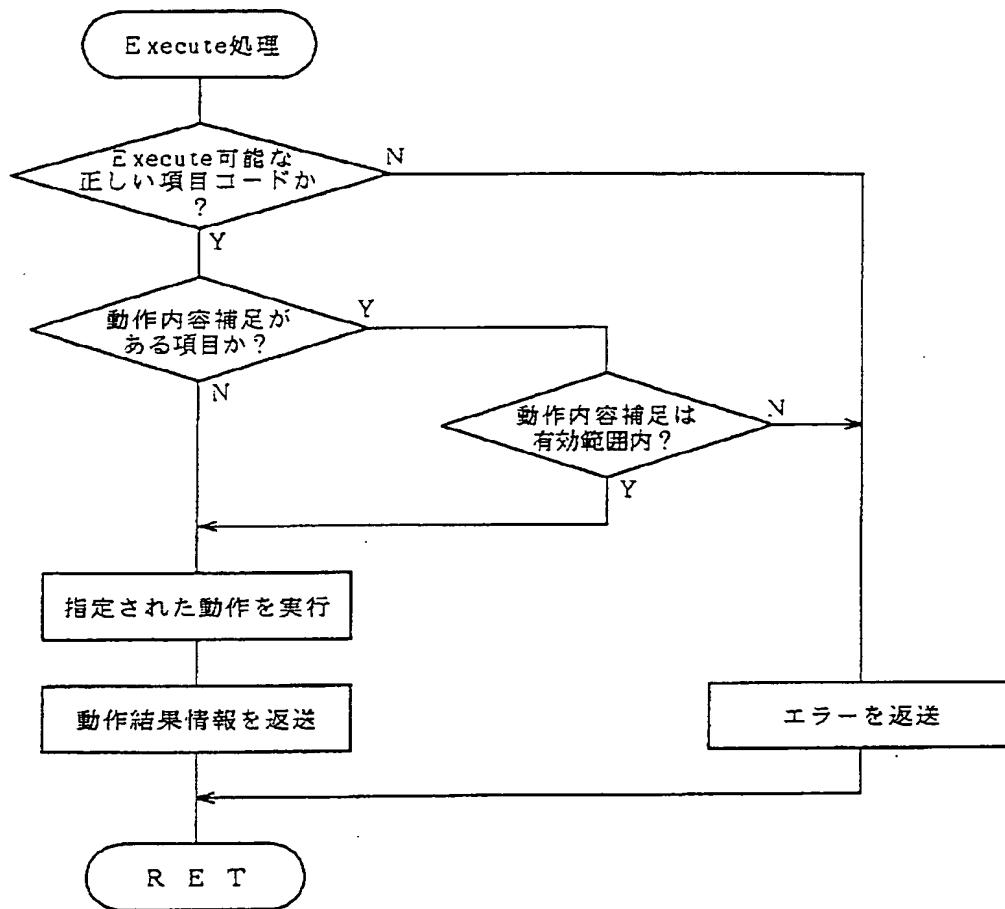 Execute処理
Execute可能な
正しい項目コードか
?
N
Y
動作内容補足が
ある項目か?
Y
N
動作内容補足は
有効範囲内?
N
Y
指定された動作を実行
動作結果情報を返送
エラーを返送
RET